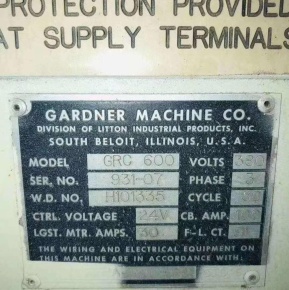 PROTECTION PROVIDED
AT SUPPLY TERMINALS
GARDNER MACHINE CO.
DIVISION OF LITTON INDUSTRIAL PRODUCTS, INC.
SOUTH BELOIT, ILLINOIS, U.S.A.
MODEL GRG 600 VOLTS
SER. NO. 931-07 PHASE
W.D. NO. H101335 CYCLE
CTRL. VOLTAGE 24V CB. AMP.
LGST. MTR. AMPS. 30 F-L. CT.
THE WIRING AND ELECTRICAL EQUIPMENT ON
THIS MACHINE ARE IN ACCORDANCE WITH: